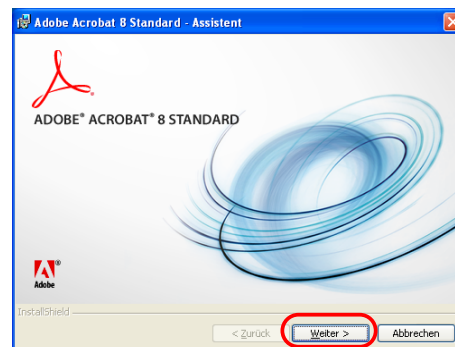 Adobe Acrobat 8 Standard - Assistent
ADOBE® ACROBAT® 8 STANDARD
Adobe
InstallShield
< Zurück Weiter > Abbrechen